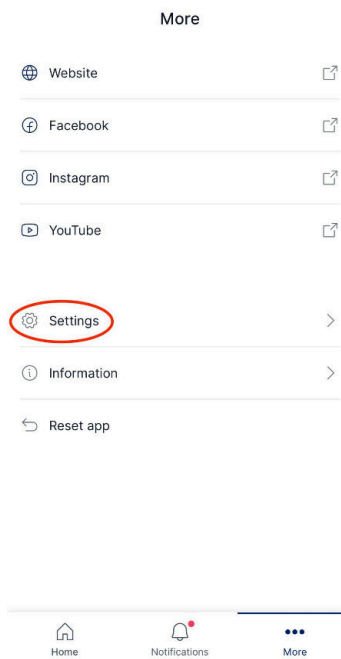 More
Website
Facebook
Instagram
YouTube
Settings
Information
Reset app
Home Notifications More